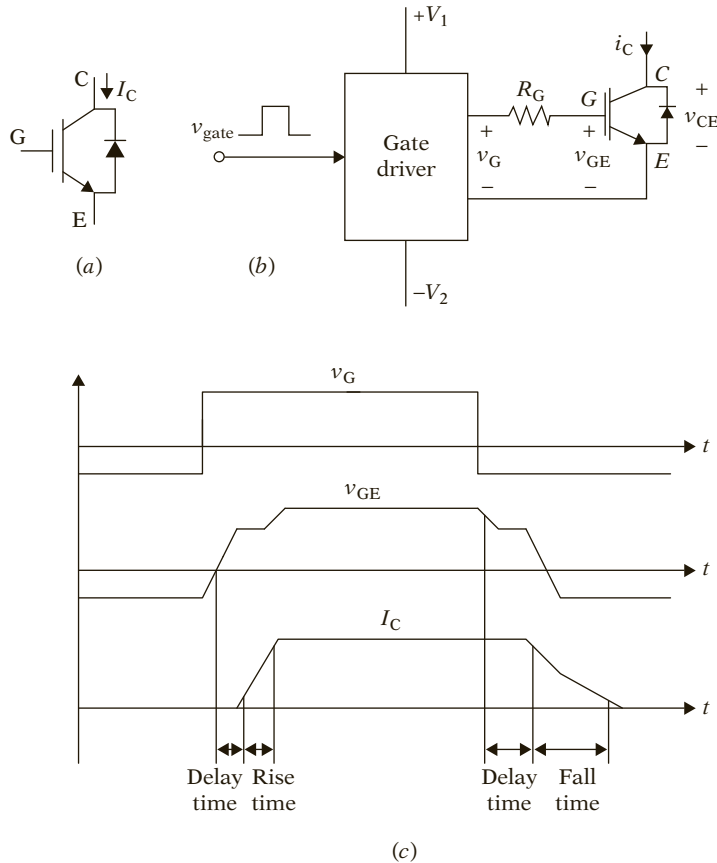 C
I_C
G
E
(a)
v_gate
(b)
+V_1
Gate
driver
−V_2
R_G
+
v_G
−
G
+
v_GE
−
i_C
C
E
+
v_CE
−
v_G
t
v_GE
t
I_C
t
Delay
time
Rise
time
Delay
time
Fall
time
(c)